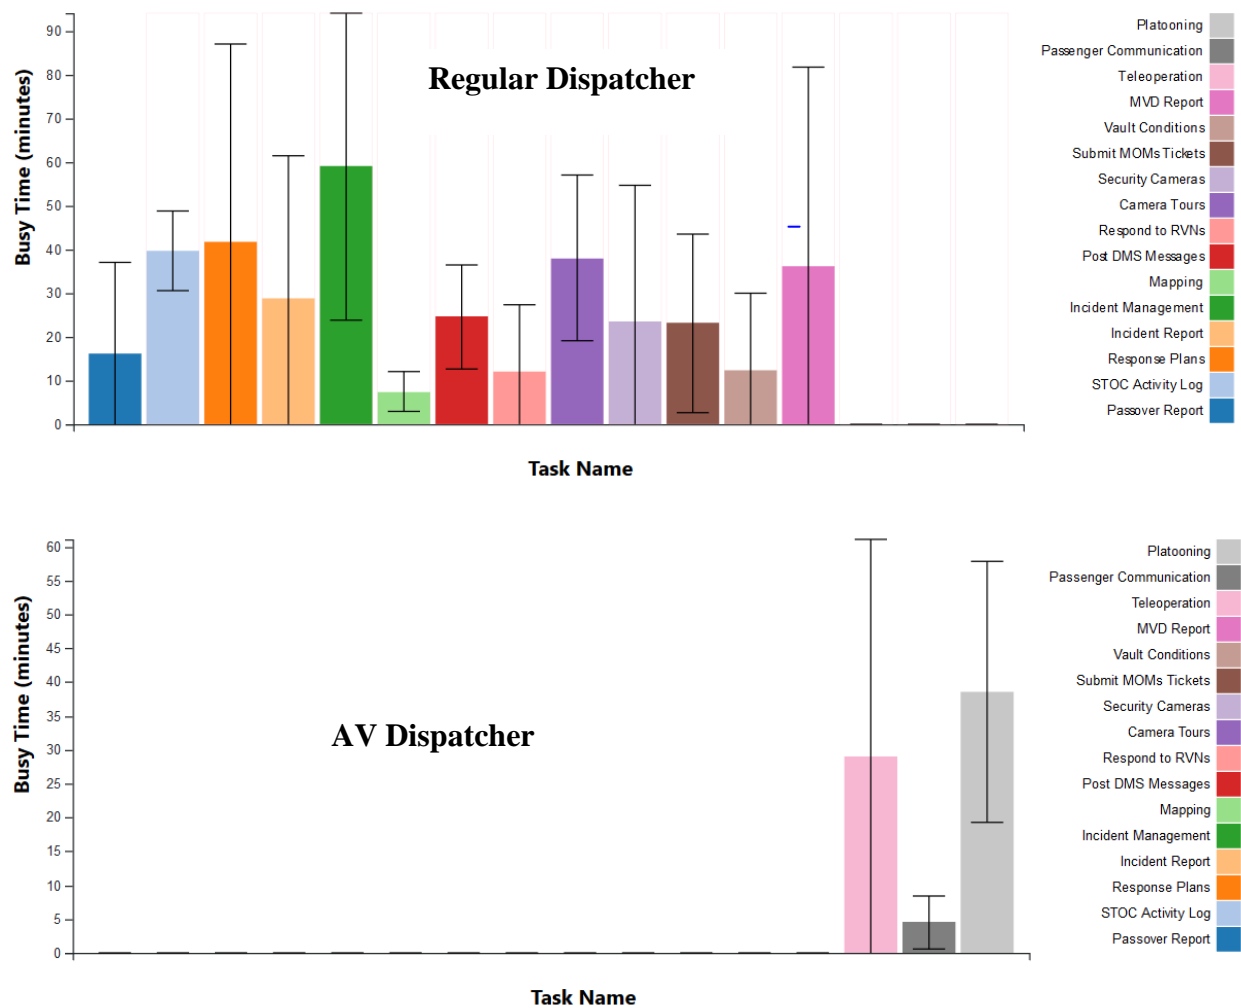 Regular Dispatcher
Busy Time (minutes)
90
80
70
60
50
40
30
20
10
0
Task Name
Platooning
Passenger Communication
Teleoperation
MVD Report
Vault Conditions
Submit MOMs Tickets
Security Cameras
Camera Tours
Respond to RVNs
Post DMS Messages
Mapping
Incident Management
Incident Report
Response Plans
STOC Activity Log
Passover Report
AV Dispatcher
Busy Time (minutes)
60
55
50
45
40
35
30
25
20
15
10
5
0
Task Name
Platooning
Passenger Communication
Teleoperation
MVD Report
Vault Conditions
Submit MOMs Tickets
Security Cameras
Camera Tours
Respond to RVNs
Post DMS Messages
Mapping
Incident Management
Incident Report
Response Plans
STOC Activity Log
Passover Report